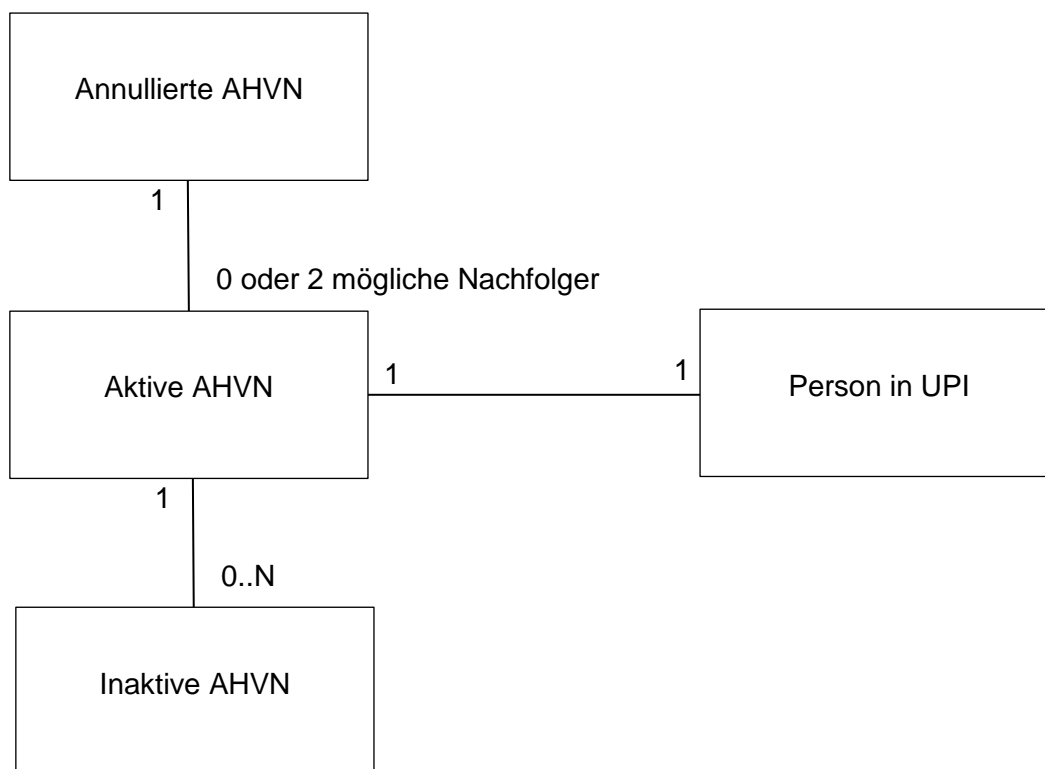 Annullierte AHVN
1
0 oder 2 mögliche Nachfolger
Aktive AHVN
1
1
Person in UPI
1
0..N
Inaktive AHVN